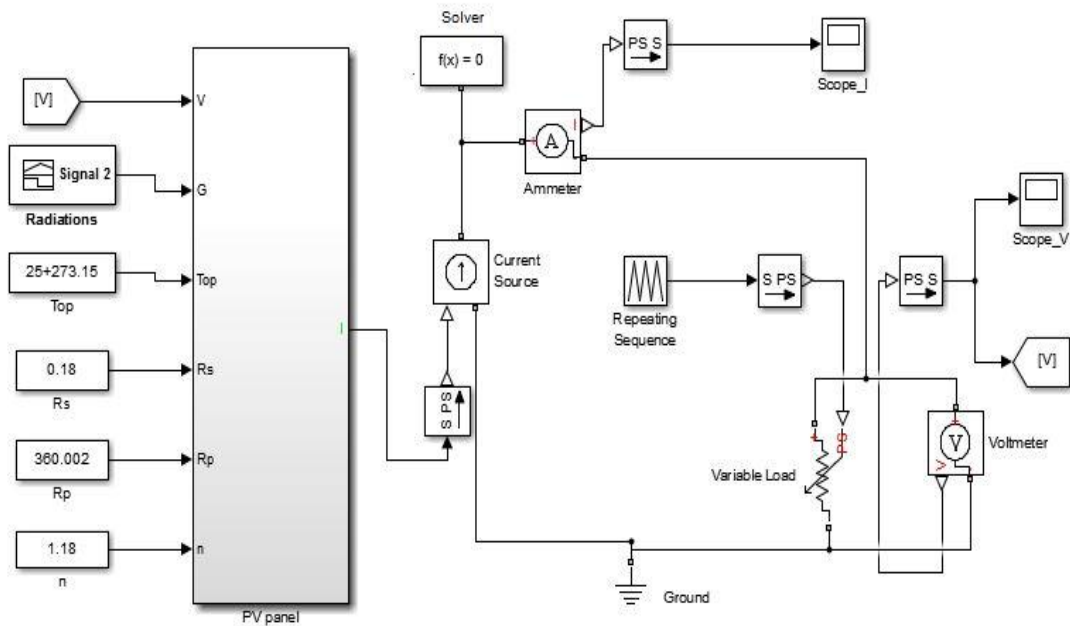 Solver
f(x) = 0
PS S
Scope_I
[V]
V
I
A
Ammeter
Signal 2
G
Radiations
Scope_V
25+273.15
Top
Top
Current
Source
S PS
PS S
Repeating
Sequence
I
0.18
Rs
Rs
S PS
[V]
PS
V
V
Voltmeter
Variable Load
360.002
Rp
Rp
1.18
n
n
Ground
PV panel